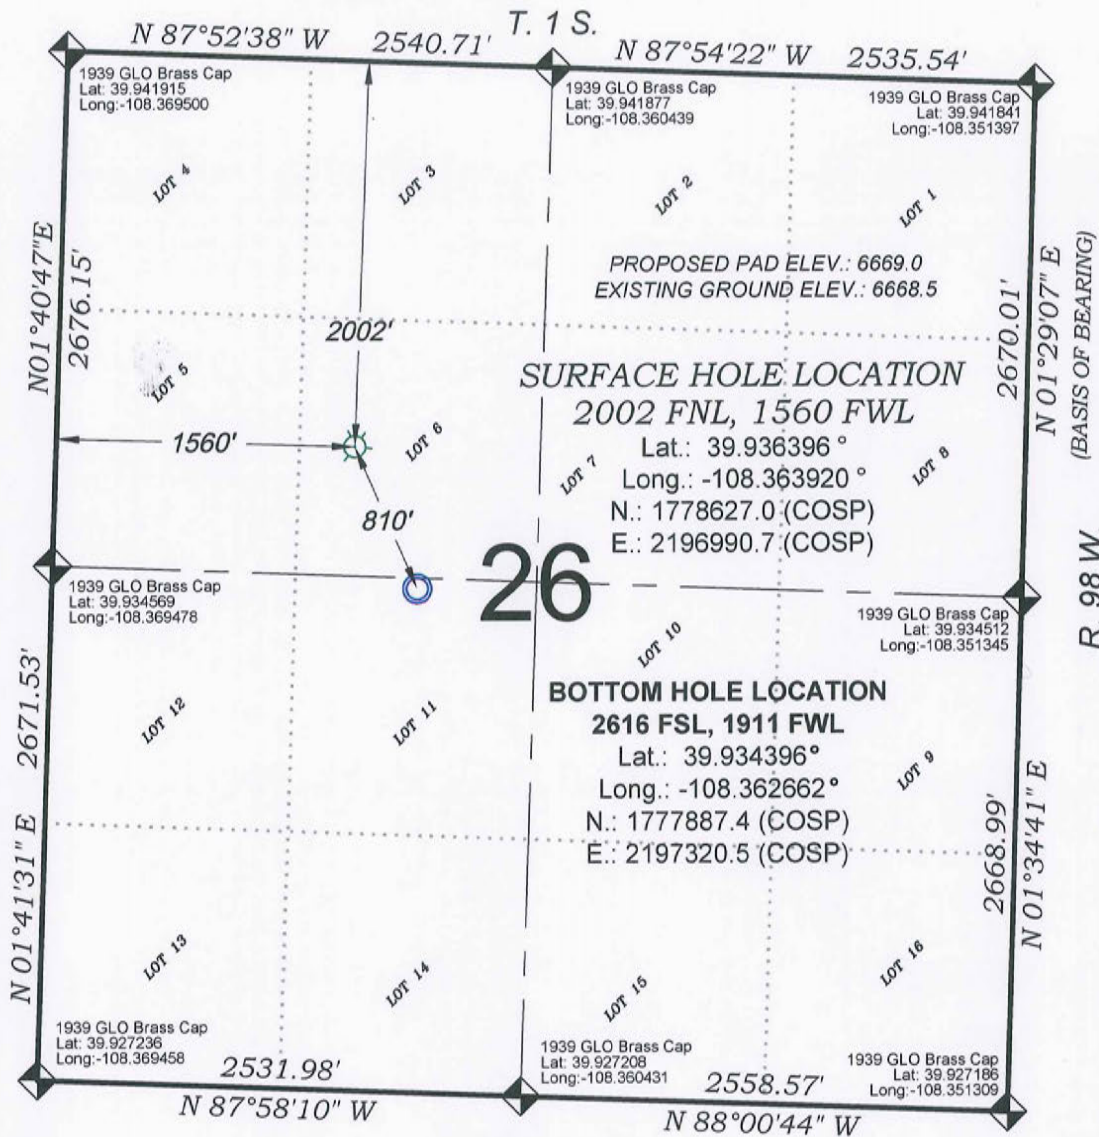 T. 1 S.
N 87°52'38" W 2540.71'
N 87°54'22" W 2535.54'
1939 GLO Brass Cap
Lat: 39.941915
Long:-108.369500
1939 GLO Brass Cap
Lat: 39.941877
Long:-108.360439
1939 GLO Brass Cap
Lat: 39.941841
Long:-108.351397
LOT 4
LOT 3
LOT 2
LOT 1
PROPOSED PAD ELEV.: 6669.0
EXISTING GROUND ELEV.: 6668.5
N01°40'47"E
2676.15'
2002'
2670.01'
N 01°29'07" E
(BASIS OF BEARING)
LOT 5
SURFACE HOLE LOCATION
2002 FNL, 1560 FWL
Lat.: 39.936396 °
Long.: -108.363920 °
N.: 1778627.0 (COSP)
E.: 2196990.7 (COSP)
1560'
LOT 6
LOT 7
LOT 8
810'
26
R. 98 W
1939 GLO Brass Cap
Lat: 39.934569
Long:-108.369478
1939 GLO Brass Cap
Lat: 39.934512
Long:-108.351345
LOT 12
LOT 11
LOT 10
LOT 9
BOTTOM HOLE LOCATION
2616 FSL, 1911 FWL
Lat.: 39.934396°
Long.: -108.362662°
N.: 1777887.4 (COSP)
E.: 2197320.5 (COSP)
N 01°41'31" E 2671.53'
2668.99'
N 01°34'41" E
LOT 13
LOT 14
LOT 15
LOT 16
1939 GLO Brass Cap
Lat: 39.927236
Long:-108.369458
1939 GLO Brass Cap
Lat: 39.927208
Long:-108.360431
1939 GLO Brass Cap
Lat: 39.927186
Long:-108.351309
2531.98'
N 87°58'10" W
2558.57'
N 88°00'44" W